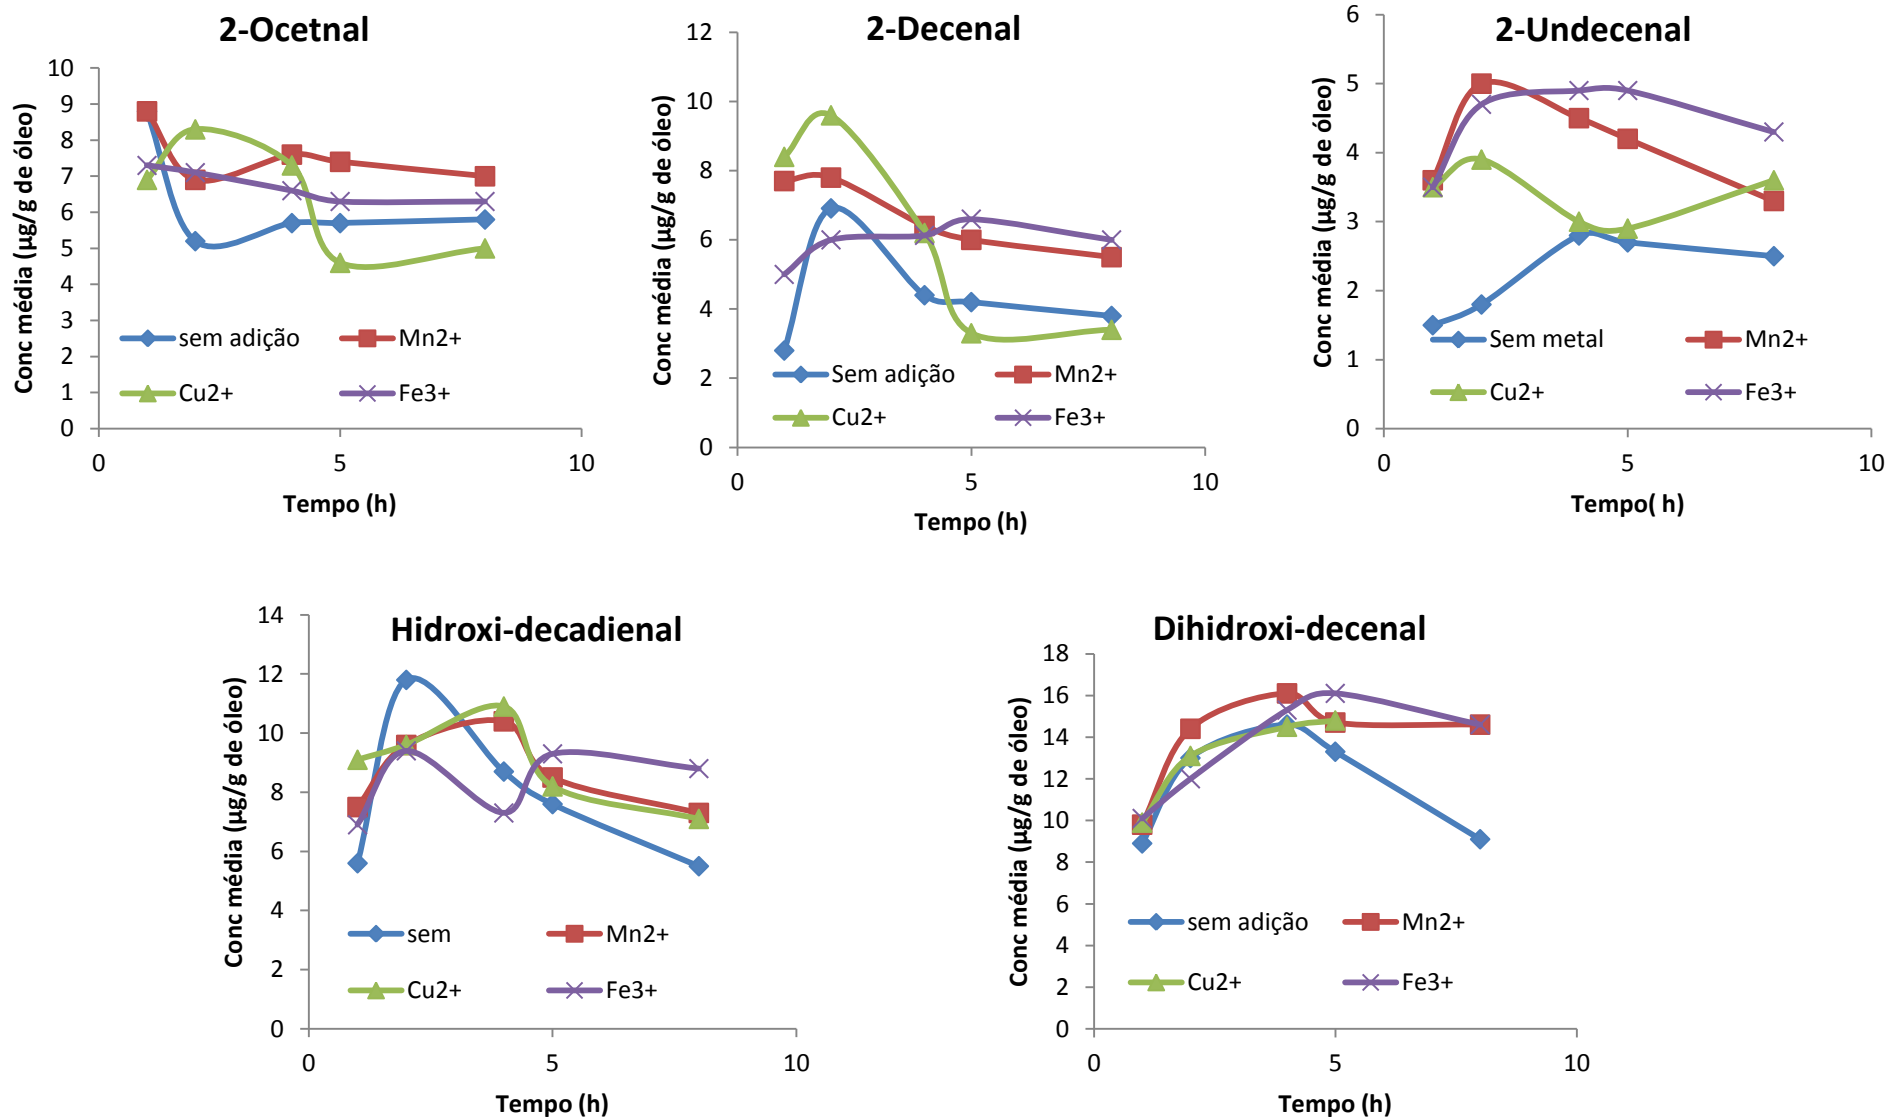 2-Ocetnal
Conc média (µg/g de óleo)
10
9
8
7
6
5
4
3
2
1
0
sem adição
Mn2+
Cu2+
Fe3+
0
5
10
Tempo (h)
2-Decenal
Conc média (µg/g de óleo)
12
10
8
6
4
2
0
Sem adição
Mn2+
Cu2+
Fe3+
0
5
10
Tempo (h)
2-Undecenal
Conc média (µg/g de óleo)
6
5
4
3
2
1
0
Sem metal
Mn2+
Cu2+
Fe3+
0
5
10
Tempo( h)
Hidroxi-decadienal
Conc média (µg/g de óleo)
14
12
10
8
6
4
2
0
sem
Mn2+
Cu2+
Fe3+
0
5
10
Tempo (h)
Dihidroxi-decenal
Conc média (µg/g de óleo)
18
16
14
12
10
8
6
4
2
0
sem adição
Mn2+
Cu2+
Fe3+
0
5
10
Tempo (h)